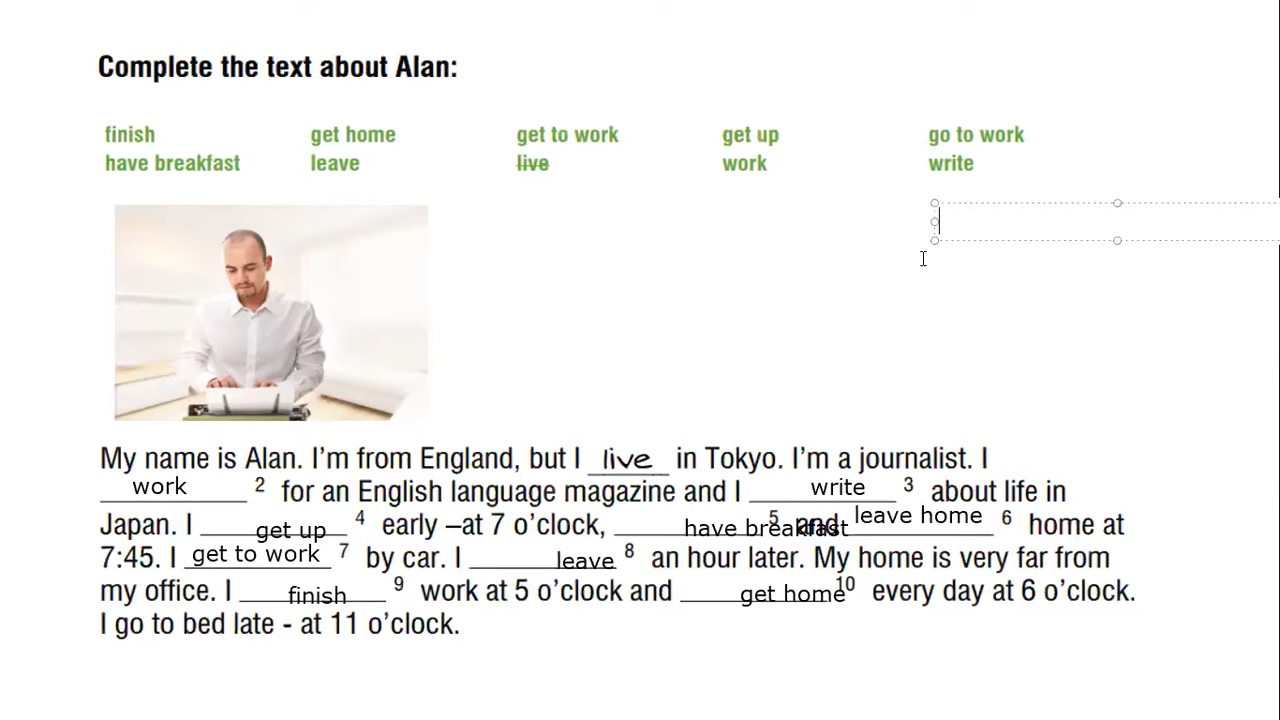 Complete the text about Alan:
finish get home get to work get up go to work
have breakfast leave live work write
My name is Alan. I'm from England, but I live in Tokyo. I'm a journalist. I
work 2 for an English language magazine and I write 3 about life in
Japan. I get up 4 early –at 7 o'clock, have breakfast 5 and leave home 6 home at
7:45. I get to work 7 by car. I leave 8 an hour later. My home is very far from
my office. I finish 9 work at 5 o'clock and get home 10 every day at 6 o'clock.
I go to bed late - at 11 o'clock.